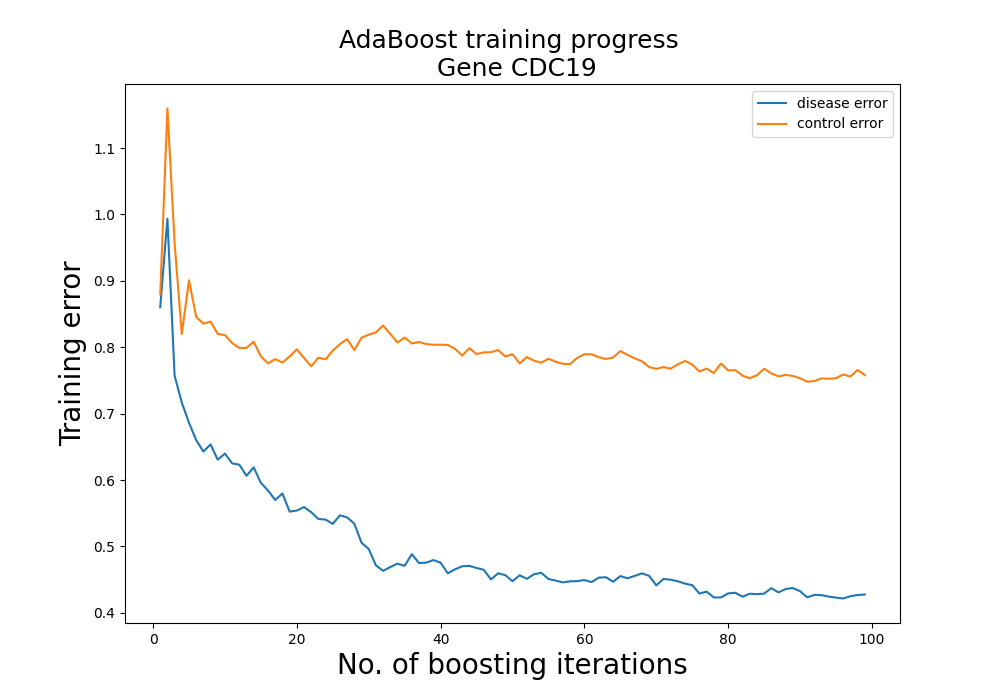 AdaBoost training progress
Gene CDC19
disease error
control error
Training error
1.1
1.0
0.9
0.8
0.7
0.6
0.5
0.4
0
20
40
60
80
100
No. of boosting iterations